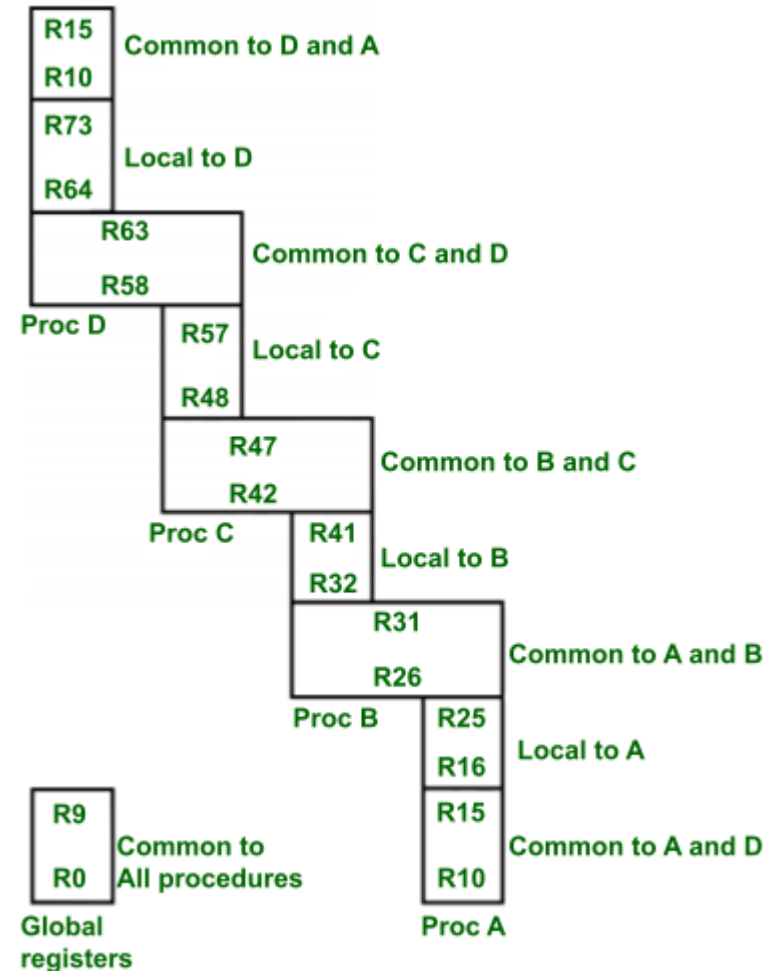 R15
Common to D and A
R10
R73
Local to D
R64
R63
Common to C and D
R58
Proc D
R57
Local to C
R48
R47
Common to B and C
R42
Proc C
R41
Local to B
R32
R31
Common to A and B
R26
Proc B
R25
Local to A
R16
R15
Common to A and D
R10
Proc A
R9
Common to
R0
All procedures
Global
registers